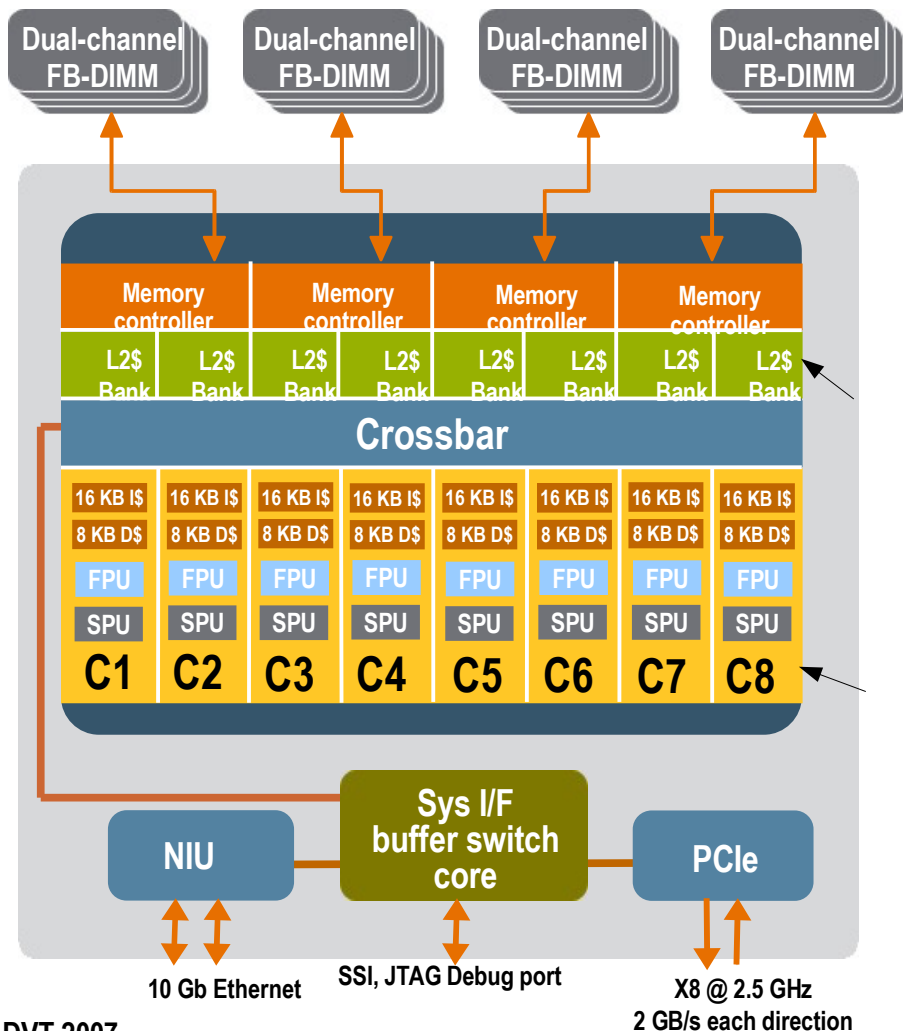 Dual-channel
FB-DIMM
Dual-channel
FB-DIMM
Dual-channel
FB-DIMM
Dual-channel
FB-DIMM
Memory
controller
Memory
controller
Memory
controller
Memory
controller
L2$
Bank
L2$
Bank
L2$
Bank
L2$
Bank
L2$
Bank
L2$
Bank
L2$
Bank
L2$
Bank
Crossbar
16 KB I$ 16 KB I$ 16 KB I$ 16 KB I$ 16 KB I$ 16 KB I$ 16 KB I$ 16 KB I$
8 KB D$ 8 KB D$ 8 KB D$ 8 KB D$ 8 KB D$ 8 KB D$ 8 KB D$ 8 KB D$
FPU FPU FPU FPU FPU FPU FPU FPU
SPU SPU SPU SPU SPU SPU SPU SPU
C1 C2 C3 C4 C5 C6 C7 C8
NIU
Sys I/F
buffer switch
core
PCIe
10 Gb Ethernet
SSI, JTAG Debug port
X8 @ 2.5 GHz
2 GB/s each direction
DVT 2007